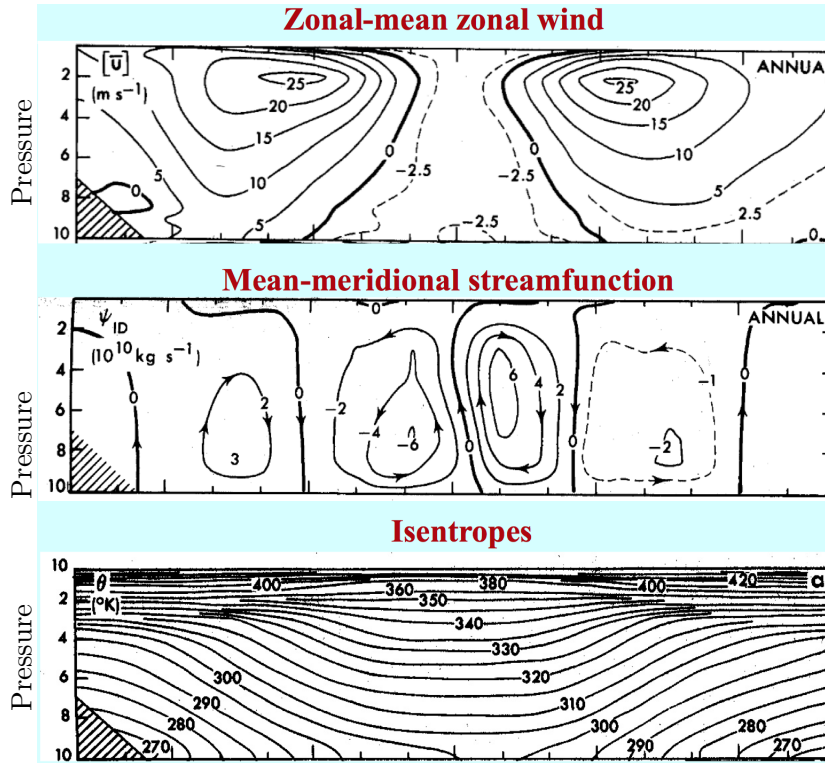 Zonal-mean zonal wind
[u̅] ANNUAL
(m s⁻¹)
2 25 25
20 20
4 15 15
0 0
6 5 10 -2.5 -2.5 10
8 0 5
5 -2.5 2.5
10 0
Pressure
Mean-meridional streamfunction
0
ψID ANNUAL
2 (10¹⁰ kg s⁻¹)
4 6 4 2 -1 0
6 0 2 0 -2 -4
8 3 -6 0 0 -2
10
Pressure
Isentropes
10 θ 400 360 380 400 420 a
2 (°K) 350
340
4 330
6 300 320
290 310
8 280 300 280
10 270 290 270
Pressure